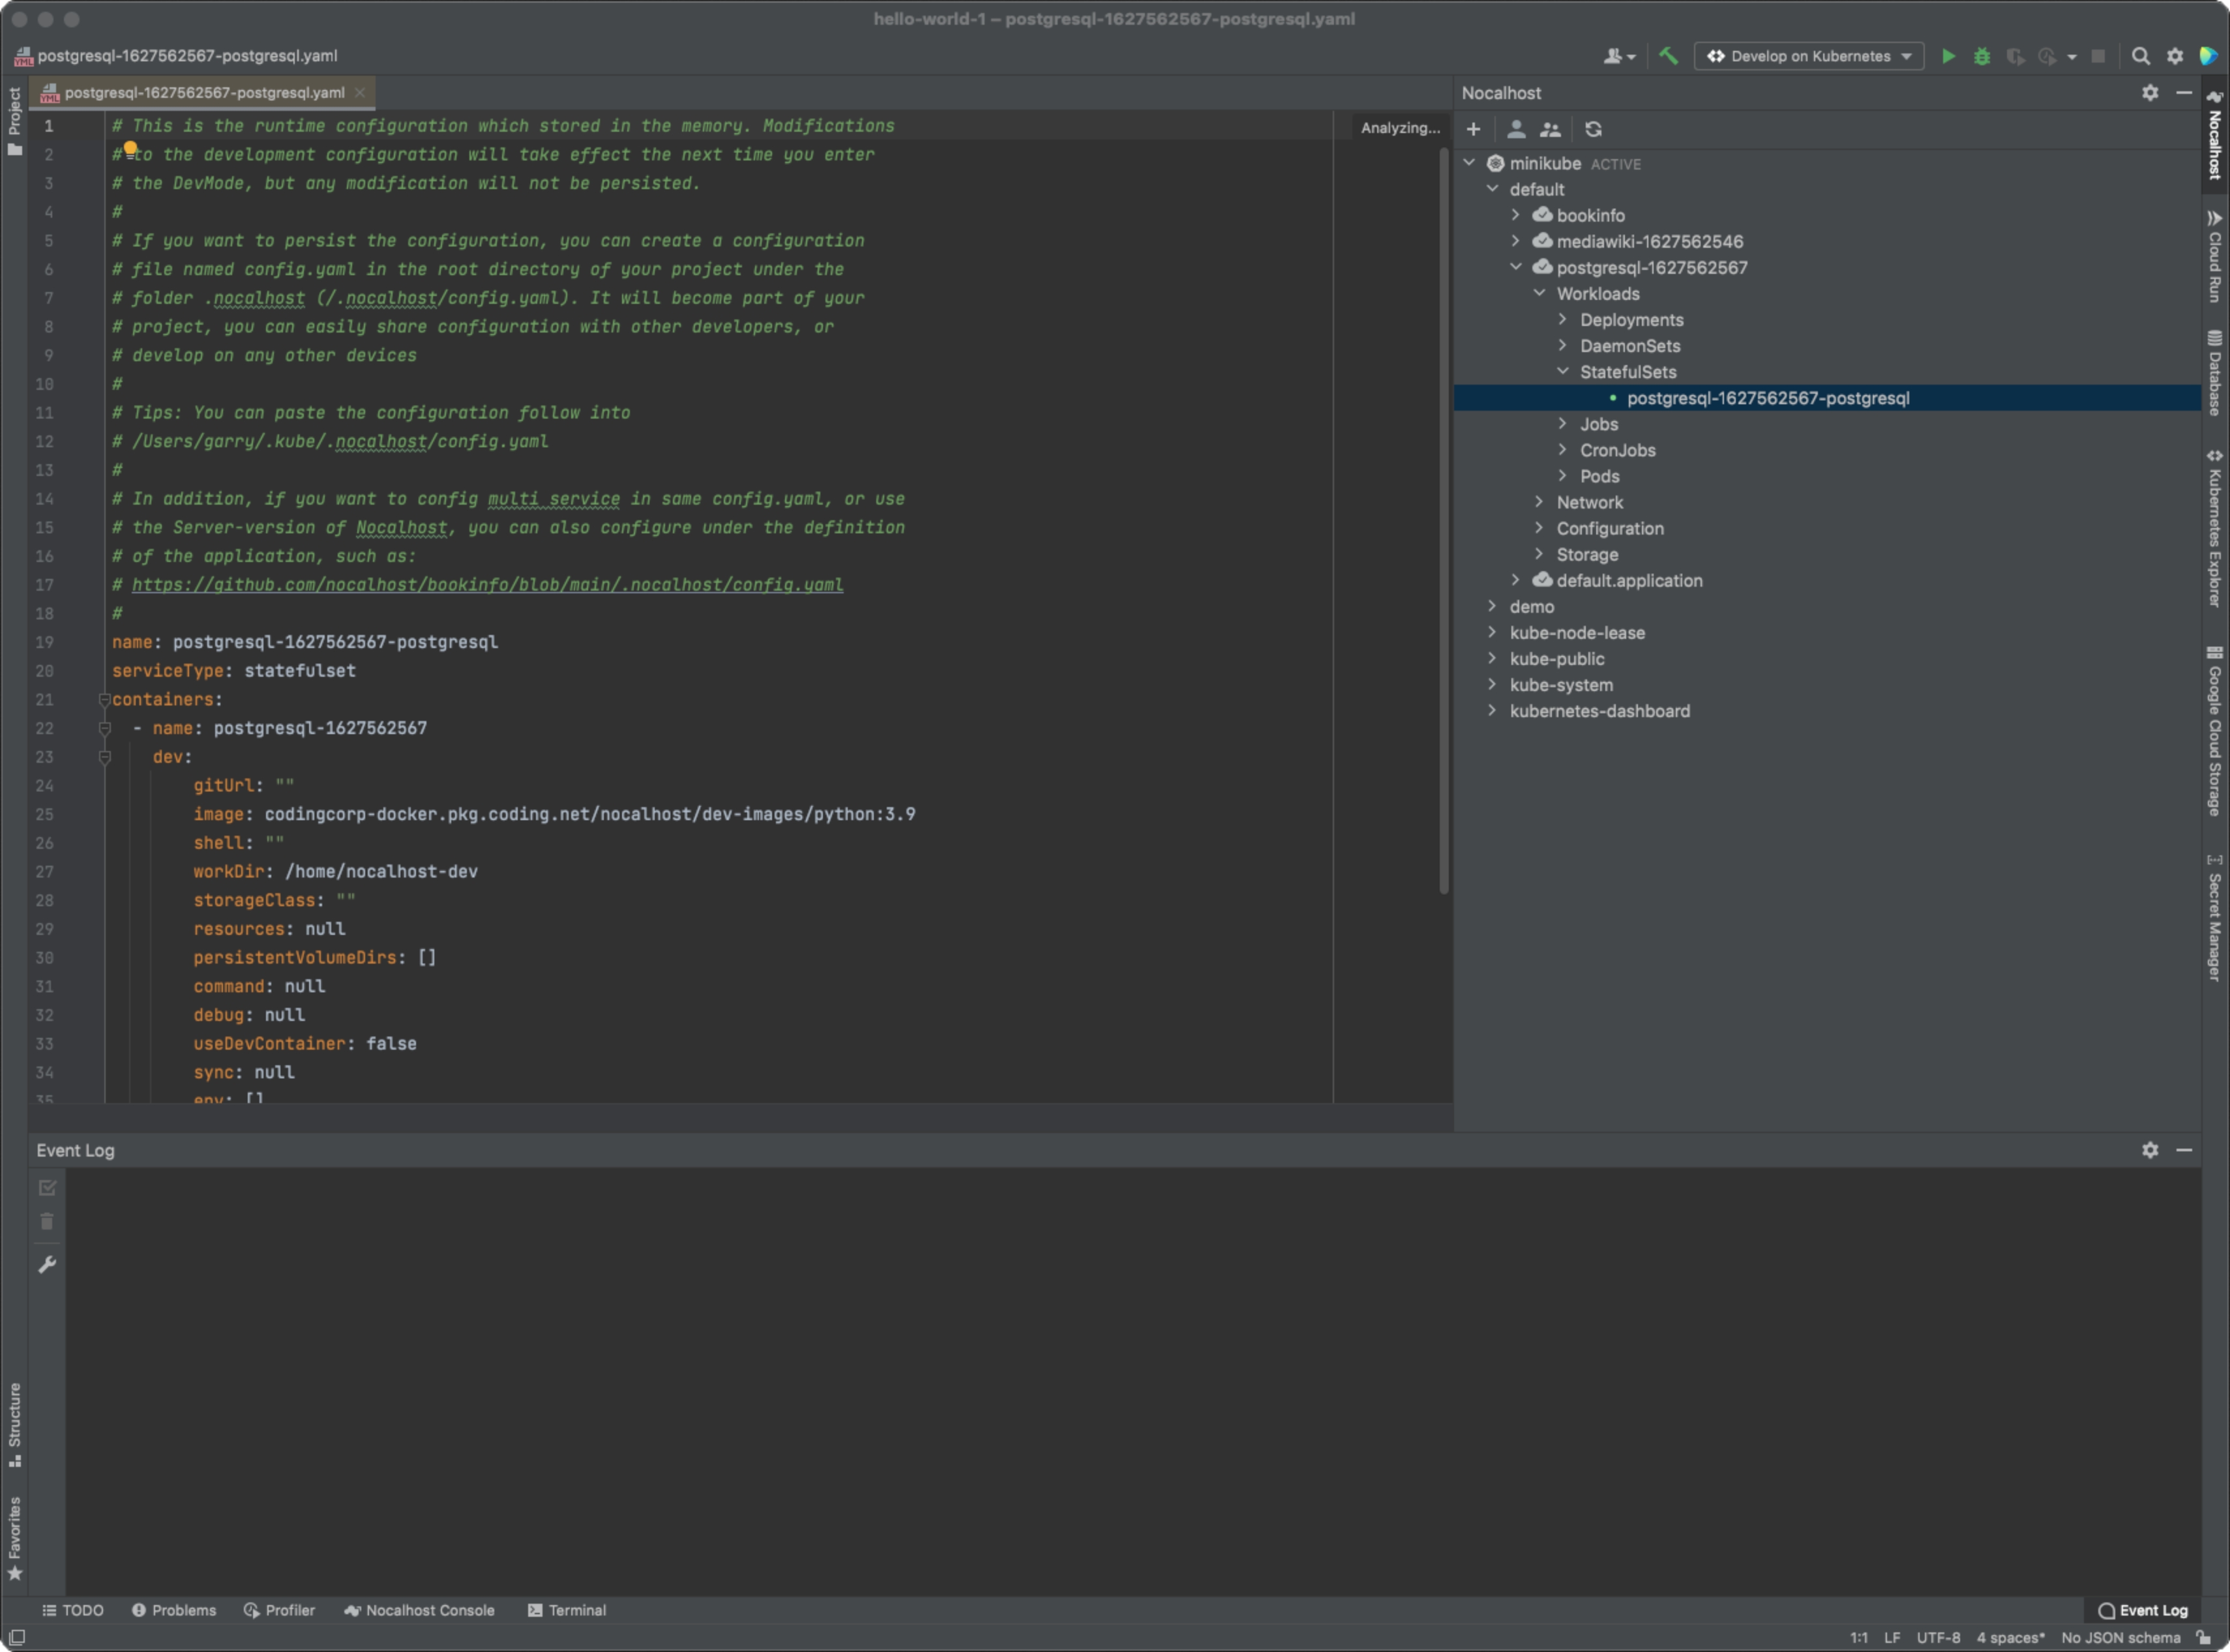 hello-world-1 – postgresql-1627562567-postgresql.yaml
postgresql-1627562567-postgresql.yaml
Develop on Kubernetes
postgresql-1627562567-postgresql.yaml
Project
1 # This is the runtime configuration which stored in the memory. Modifications
2 # to the development configuration will take effect the next time you enter
3 # the DevMode, but any modification will not be persisted.
4 #
5 # If you want to persist the configuration, you can create a configuration
6 # file named config.yaml in the root directory of your project under the
7 # folder .nocalhost (/.nocalhost/config.yaml). It will become part of your
8 # project, you can easily share configuration with other developers, or
9 # develop on any other devices
10 #
11 # Tips: You can paste the configuration follow into
12 # /Users/garry/.kube/.nocalhost/config.yaml
13 #
14 # In addition, if you want to config multi service in same config.yaml, or use
15 # the Server-version of Nocalhost, you can also configure under the definition
16 # of the application, such as:
17 # https://github.com/nocalhost/bookinfo/blob/main/.nocalhost/config.yaml
18 #
19 name: postgresql-1627562567-postgresql
20 serviceType: statefulset
21 containers:
22 - name: postgresql-1627562567
23 dev:
24 gitUrl: ""
25 image: codingcorp-docker.pkg.coding.net/nocalhost/dev-images/python:3.9
26 shell: ""
27 workDir: /home/nocalhost-dev
28 storageClass: ""
29 resources: null
30 persistentVolumeDirs: []
31 command: null
32 debug: null
33 useDevContainer: false
34 sync: null
35 env: []
Analyzing...
Nocalhost
minikube ACTIVE
default
bookinfo
mediawiki-1627562546
postgresql-1627562567
Workloads
Deployments
DaemonSets
StatefulSets
postgresql-1627562567-postgresql
Jobs
CronJobs
Pods
Network
Configuration
Storage
default.application
demo
kube-node-lease
kube-public
kube-system
kubernetes-dashboard
Nocalhost
Cloud Run
Database
Kubernetes Explorer
Google Cloud Storage
Secret Manager
Event Log
Structure
Favorites
TODO
Problems
Profiler
Nocalhost Console
Terminal
Event Log
1:1 LF UTF-8 4 spaces* No JSON schema